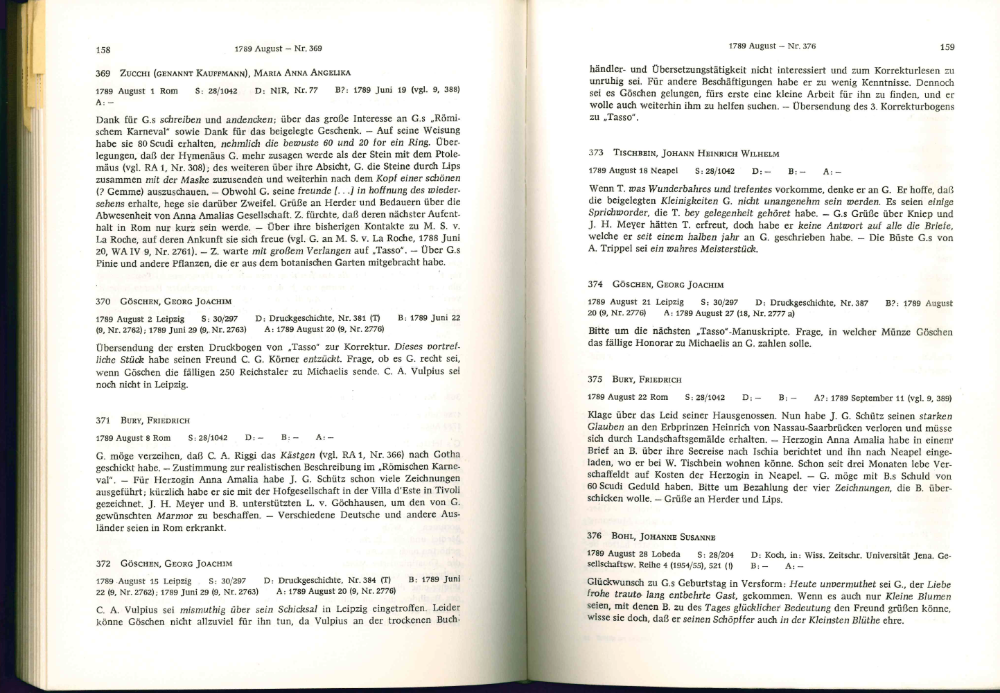 158
1789 August — Nr. 369
369 Zucchi (genannt Kauffmann), Maria Anna Angelika
1789 August 1 Rom S: 28/1042 D: NIR, Nr. 77 B?: 1789 Juni 19 (vgl. 9, 388)
A: —
Dank für G.s schreiben und andencken; über das große Interesse an G.s „Römi-
schem Karneval“ sowie Dank für das beigelegte Geschenk. — Auf seine Weisung
habe sie 80 Scudi erhalten, nehmlich die bewuste 60 und 20 for ein Ring. Über-
legungen, daß der Hymenäus G. mehr zusagen werde als der Stein mit dem Ptole-
mäus (vgl. RA 1, Nr. 308); des weiteren über ihre Absicht, G. die Steine durch Lips
zusammen mit der Maske zuzusenden und weiterhin nach dem Kopf einer schönen
(? Gemme) auszuschauen. — Obwohl G. seine freunde [. . .] in hoffnung des wieder-
sehens erhalte, hege sie darüber Zweifel. Grüße an Herder und Bedauern über die
Abwesenheit von Anna Amalias Gesellschaft. Z. fürchte, daß deren nächster Aufent-
halt in Rom nur kurz sein werde. — Über ihre bisherigen Kontakte zu M. S. v.
La Roche, auf deren Ankunft sie sich freue (vgl. G. an M. S. v. La Roche, 1788 Juni
20, WA IV 9, Nr. 2761). — Z. warte mit großem Verlangen auf „Tasso“. — Über G.s
Pinie und andere Pflanzen, die er aus dem botanischen Garten mitgebracht habe.
370 Göschen, Georg Joachim
1789 August 2 Leipzig S: 30/297 D: Druckgeschichte, Nr. 381 (T) B: 1789 Juni 22
(9, Nr. 2762); 1789 Juni 29 (9, Nr. 2763) A: 1789 August 20 (9, Nr. 2776)
Übersendung der ersten Druckbogen von „Tasso“ zur Korrektur. Dieses vortref-
liche Stück habe seinen Freund C. G. Körner entzückt. Frage, ob es G. recht sei,
wenn Göschen die fälligen 250 Reichstaler zu Michaelis sende. C. A. Vulpius sei
noch nicht in Leipzig.
371 Bury, Friedrich
1789 August 8 Rom S: 28/1042 D: — B: — A: —
G. möge verzeihen, daß C. A. Riggi das Kästgen (vgl. RA 1, Nr. 366) nach Gotha
geschickt habe. — Zustimmung zur realistischen Beschreibung im „Römischen Karne-
val“. — Für Herzogin Anna Amalia habe J. G. Schütz schon viele Zeichnungen
ausgeführt; kürzlich habe er sie mit der Hofgesellschaft in der Villa d'Este in Tivoli
gezeichnet. J. H. Meyer und B. unterstützten L. v. Göchhausen, um den von G.
gewünschten Marmor zu beschaffen. — Verschiedene Deutsche und andere Aus-
länder seien in Rom erkrankt.
372 Göschen, Georg Joachim
1789 August 15 Leipzig S: 30/297 D: Druckgeschichte, Nr. 384 (T) B: 1789 Juni
22 (9, Nr. 2762); 1789 Juni 29 (9, Nr. 2763) A: 1789 August 20 (9, Nr. 2776)
C. A. Vulpius sei mismuthig über sein Schicksal in Leipzig eingetroffen. Leider
könne Göschen nicht allzuviel für ihn tun, da Vulpius an der trockenen Buch-
1789 August — Nr. 376
159
händler- und Übersetzungstätigkeit nicht interessiert und zum Korrekturlesen zu
unruhig sei. Für andere Beschäftigungen habe er zu wenig Kenntnisse. Dennoch
sei es Göschen gelungen, fürs erste eine kleine Arbeit für ihn zu finden, und er
wolle auch weiterhin ihm zu helfen suchen. — Übersendung des 3. Korrekturbogens
zu „Tasso“.
373 Tischbein, Johann Heinrich Wilhelm
1789 August 18 Neapel S: 28/1042 D: — B: — A: —
Wenn T. was Wunderbahres und trefentes vorkomme, denke er an G. Er hoffe, daß
die beigelegten Kleinigkeiten G. nicht unangenehm sein werden. Es seien einige
Sprichworder, die T. bey gelegenheit gehöret habe. — G.s Grüße über Kniep und
J. H. Meyer hätten T. erfreut, doch habe er keine Antwort auf alle die Briefe,
welche er seit einem halben jahr an G. geschrieben habe. — Die Büste G.s von
A. Trippel sei ein wahres Meisterstück.
374 Göschen, Georg Joachim
1789 August 21 Leipzig S: 30/297 D: Druckgeschichte, Nr. 387 B?: 1789 August
20 (9, Nr. 2776) A: 1789 August 27 (18, Nr. 2777 a)
Bitte um die nächsten „Tasso“-Manuskripte. Frage, in welcher Münze Göschen
das fällige Honorar zu Michaelis an G. zahlen solle.
375 Bury, Friedrich
1789 August 22 Rom S: 28/1042 D: — B: — A?: 1789 September 11 (vgl. 9, 389)
Klage über das Leid seiner Hausgenossen. Nun habe J. G. Schütz seinen starken
Glauben an den Erbprinzen Heinrich von Nassau-Saarbrücken verloren und müsse
sich durch Landschaftsgemälde erhalten. — Herzogin Anna Amalia habe in einem
Brief an B. über ihre Seereise nach Ischia berichtet und ihn nach Neapel einge-
laden, wo er bei W. Tischbein wohnen könne. Schon seit drei Monaten lebe Ver-
schaffeldt auf Kosten der Herzogin in Neapel. — G. möge mit B.s Schuld von
60 Scudi Geduld haben. Bitte um Bezahlung der vier Zeichnungen, die B. über-
schicken wolle. — Grüße an Herder und Lips.
376 Bohl, Johanne Susanne
1789 August 28 Lobeda S: 28/204 D: Koch, in: Wiss. Zeitschr. Universität Jena. Ge-
sellschaftsw. Reihe 4 (1954/55), 521 (!) B: — A: —
Glückwunsch zu G.s Geburtstag in Versform: Heute unvermuthet sei G., der Liebe
frohe traute lang entbehrte Gast, gekommen. Wenn es auch nur Kleine Blumen
seien, mit denen B. zu des Tages glücklicher Bedeutung den Freund grüßen könne,
wisse sie doch, daß er seinen Schöpffer auch in der Kleinsten Blüthe ehre.